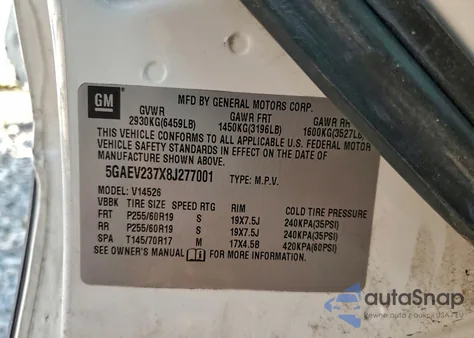 GM
MFD BY GENERAL MOTORS CORP.
GVWR GAWR FRT GAWR RR
2930KG(6459LB) 1450KG(3196LB) 1600KG(3527LB)
THIS VEHICLE CONFORMS TO ALL APPLICABLE U.S. FEDERAL MOTOR
VEHICLE SAFETY STANDARDS IN EFFECT ON THE DATE OF
MANUFACTURE SHOWN ABOVE.
5GAEV237X8J277001 TYPE: M.P.V.
MODEL: V14526
VBBK TIRE SIZE SPEED RTG RIM COLD TIRE PRESSURE
FRT P255/60R19 S 19X7.5J 240KPA(35PSI)
RR P255/60R19 S 19X7.5J 240KPA(35PSI)
SPA T145/70R17 M 17X4.5B 420KPA(60PSI)
SEE OWNER'S MANUAL FOR MORE INFORMATION.
autoSnap